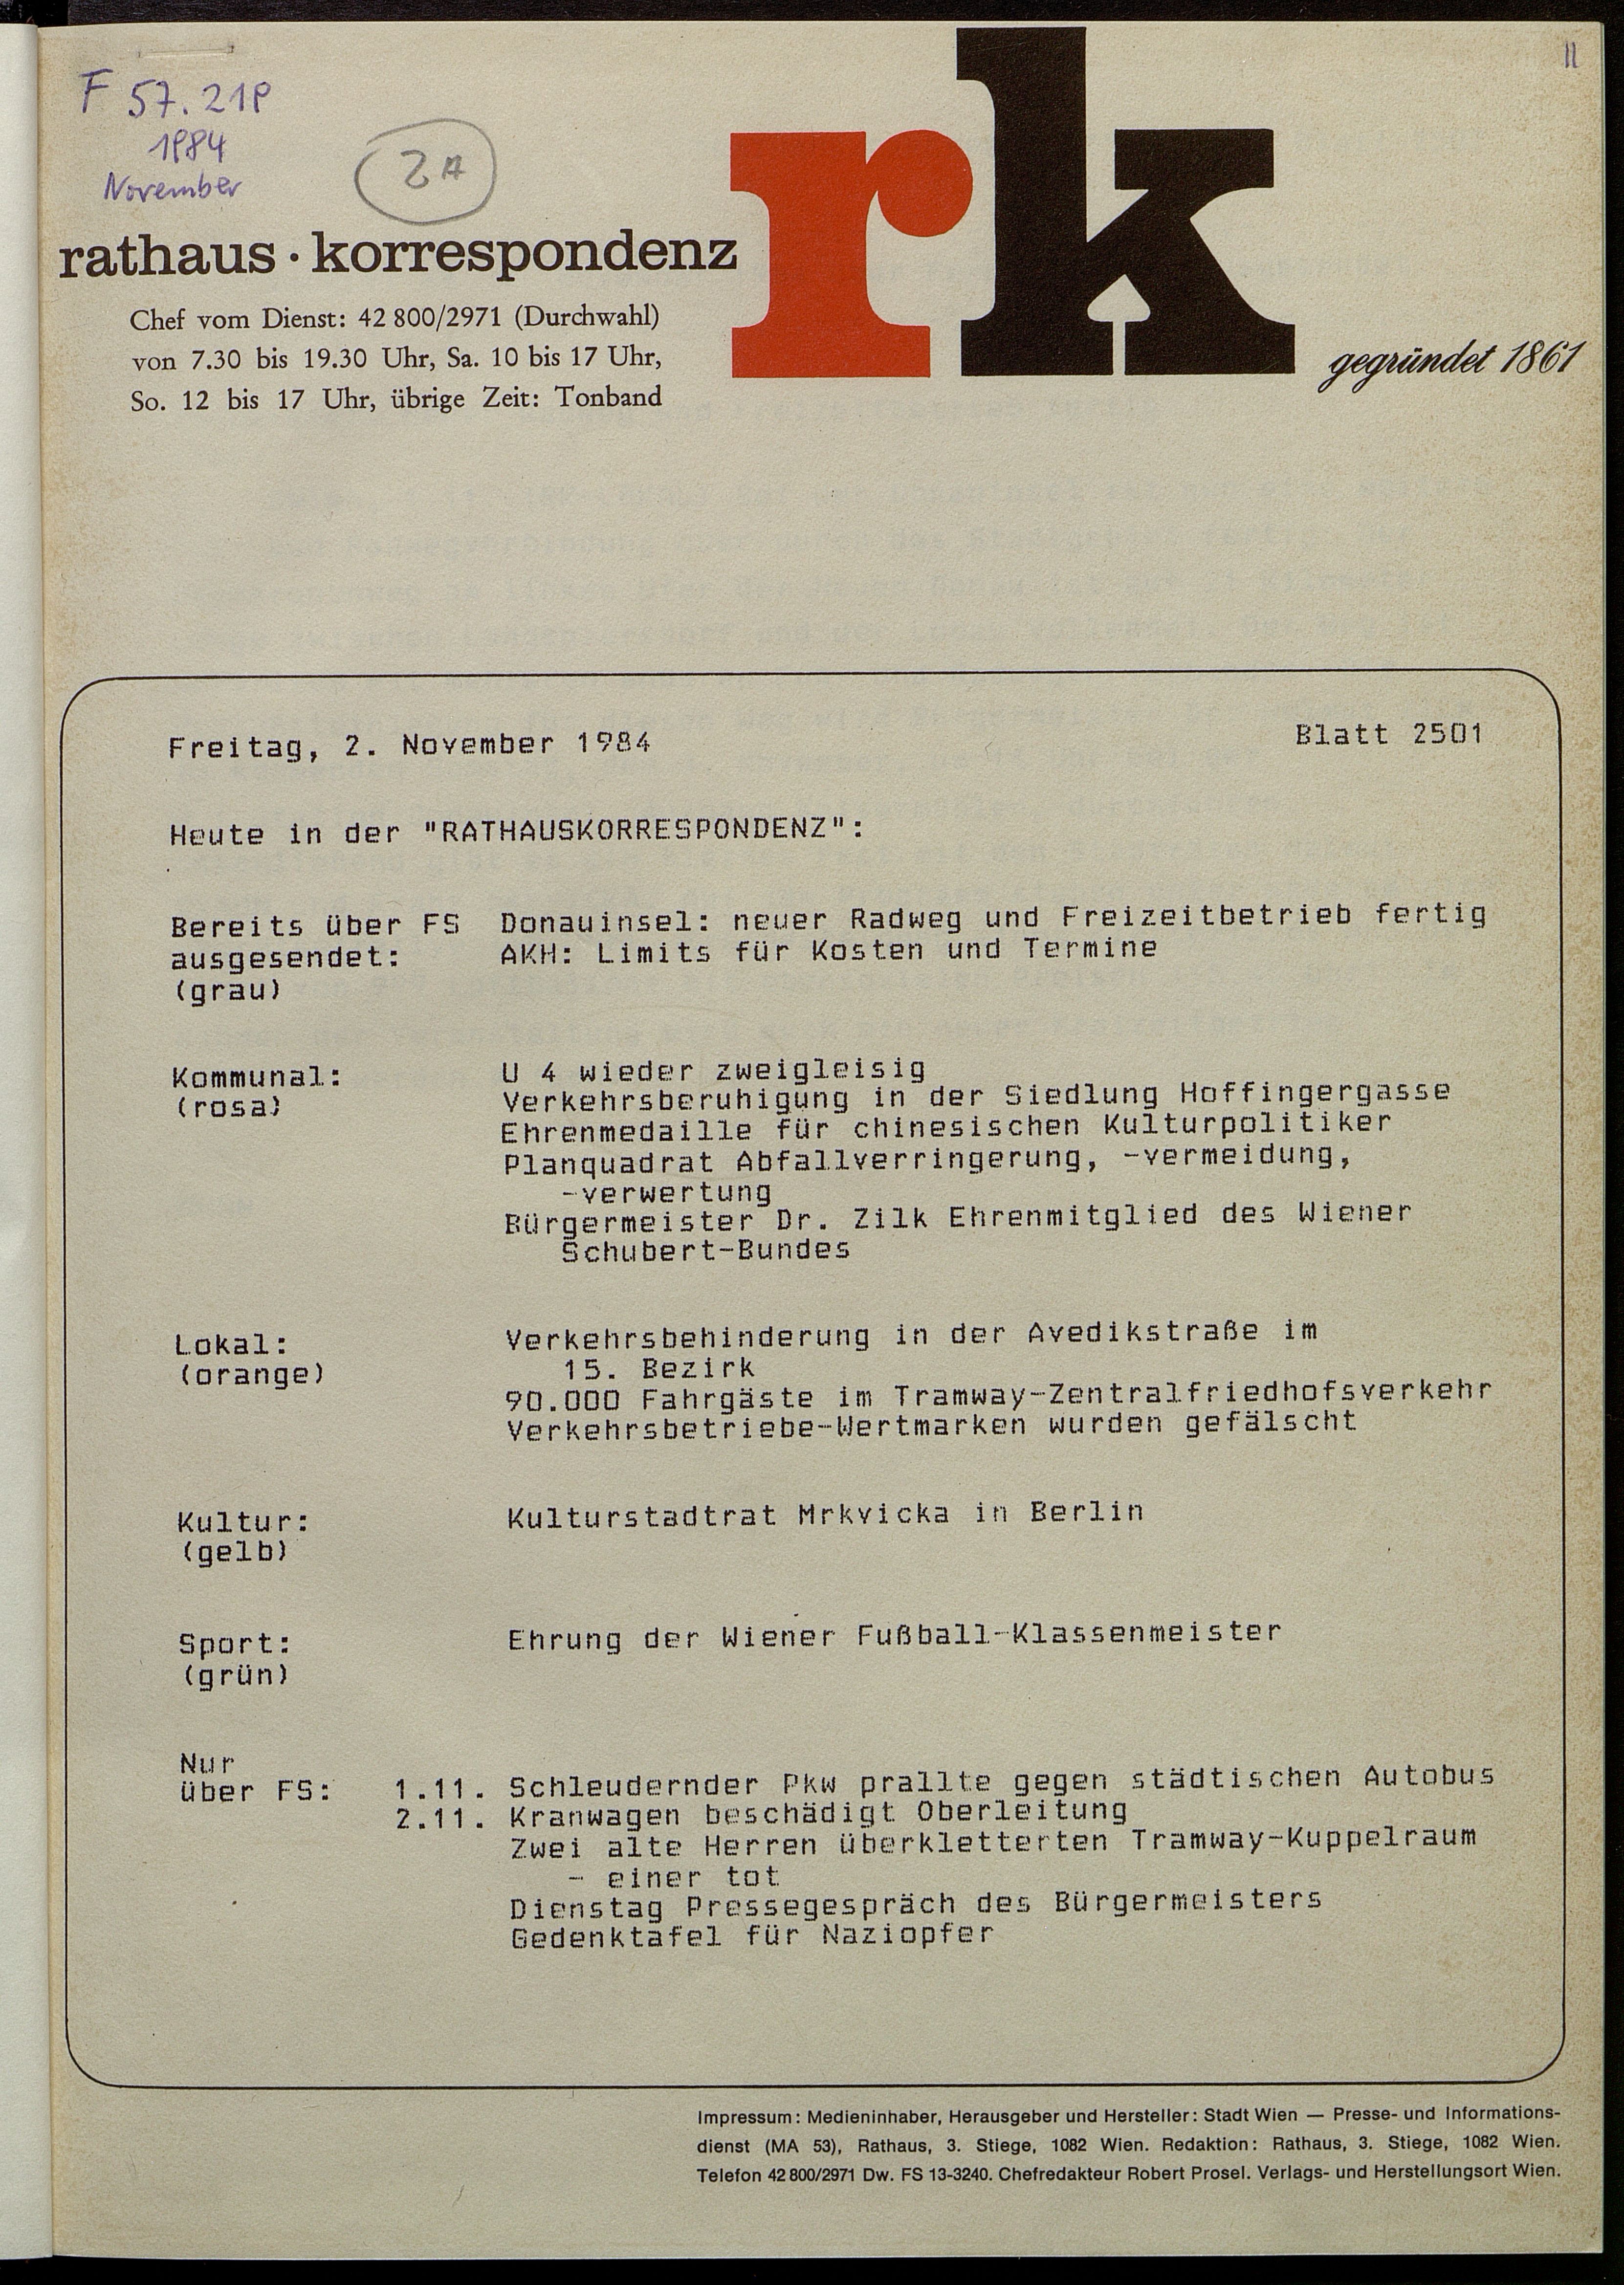 F 57.218
1984
November
2A
11
rk
rathaus · korrespondenz
Chef vom Dienst: 42 800/2971 (Durchwahl)
von 7.30 bis 19.30 Uhr, Sa. 10 bis 17 Uhr,
So. 12 bis 17 Uhr, übrige Zeit: Tonband
gegründet 1861
Freitag, 2. November 1984 Blatt 2501
Heute in der "RATHAUSKORRESPONDENZ":
Bereits über FS Donauinsel: neuer Radweg und Freizeitbetrieb fertig
ausgesendet: AKH: Limits für Kosten und Termine
(grau)
Kommunal: U 4 wieder zweigleisig
(rosa) Verkehrsberuhigung in der Siedlung Hoffingergasse
Ehrenmedaille für chinesischen Kulturpolitiker
Planquadrat Abfallverringerung, -vermeidung,
-verwertung
Bürgermeister Dr. Zilk Ehrenmitglied des Wiener
Schubert-Bundes
Lokal: Verkehrsbehinderung in der Avedikstraße im
(orange) 15. Bezirk
90.000 Fahrgäste im Tramway-Zentralfriedhofsverkehr
Verkehrsbetriebe-Wertmarken wurden gefälscht
Kultur: Kulturstadtrat Mrkvicka in Berlin
(gelb)
Sport: Ehrung der Wiener Fußball-Klassenmeister
(grün)
Nur
über FS: 1.11. Schleudernder Pkw prallte gegen städtischen Autobus
2.11. Kranwagen beschädigt Oberleitung
Zwei alte Herren überkletterten Tramway-Kuppelraum
- einer tot
Dienstag Pressegespräch des Bürgermeisters
Gedenktafel für Naziopfer
Impressum: Medieninhaber, Herausgeber und Hersteller: Stadt Wien — Presse- und Informations-
dienst (MA 53), Rathaus, 3. Stiege, 1082 Wien. Redaktion: Rathaus, 3. Stiege, 1082 Wien.
Telefon 42 800/2971 Dw. FS 13-3240. Chefredakteur Robert Prosel. Verlags- und Herstellungsort Wien.